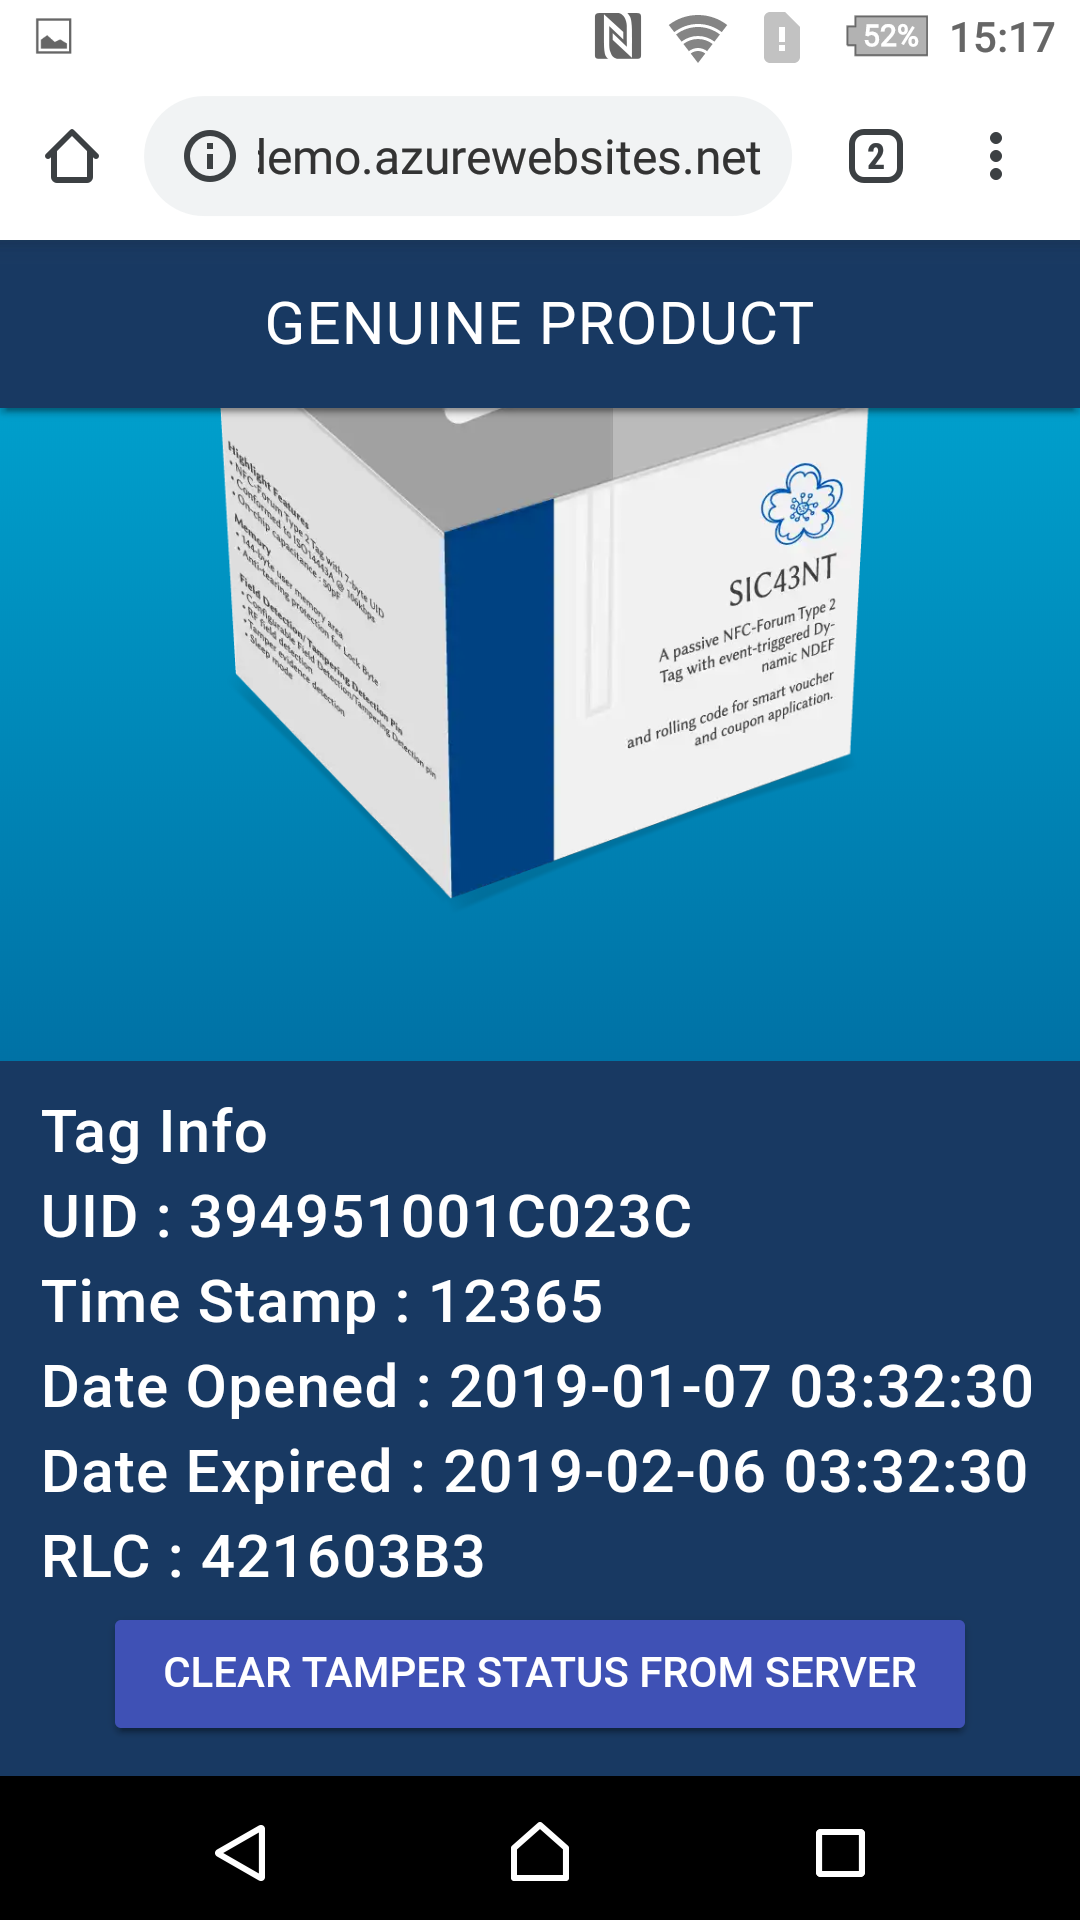 52% 15:17
demo.azurewebsites.net
2
GENUINE PRODUCT
Highlight Features
• NFC-Forum Type 2 Tag with 7-byte UID
• Conformed to ISO14443A @ 106kbps
• On-chip capacitance : 50pF
Memory
• 144-byte user memory area
• Anti-tearing protection for Lock Byte
Field Detection/Tampering Detection Pin
• Configurable Field Detection/Tampering Detection pin
• RF field detection
• Tamper evidence detection
• Sleep mode
SIC43NT
A passive NFC-Forum Type 2
Tag with event-triggered Dy-
namic NDEF
and rolling code for smart voucher
and coupon application.
Tag Info
UID : 394951001C023C
Time Stamp : 12365
Date Opened : 2019-01-07 03:32:30
Date Expired : 2019-02-06 03:32:30
RLC : 421603B3
CLEAR TAMPER STATUS FROM SERVER